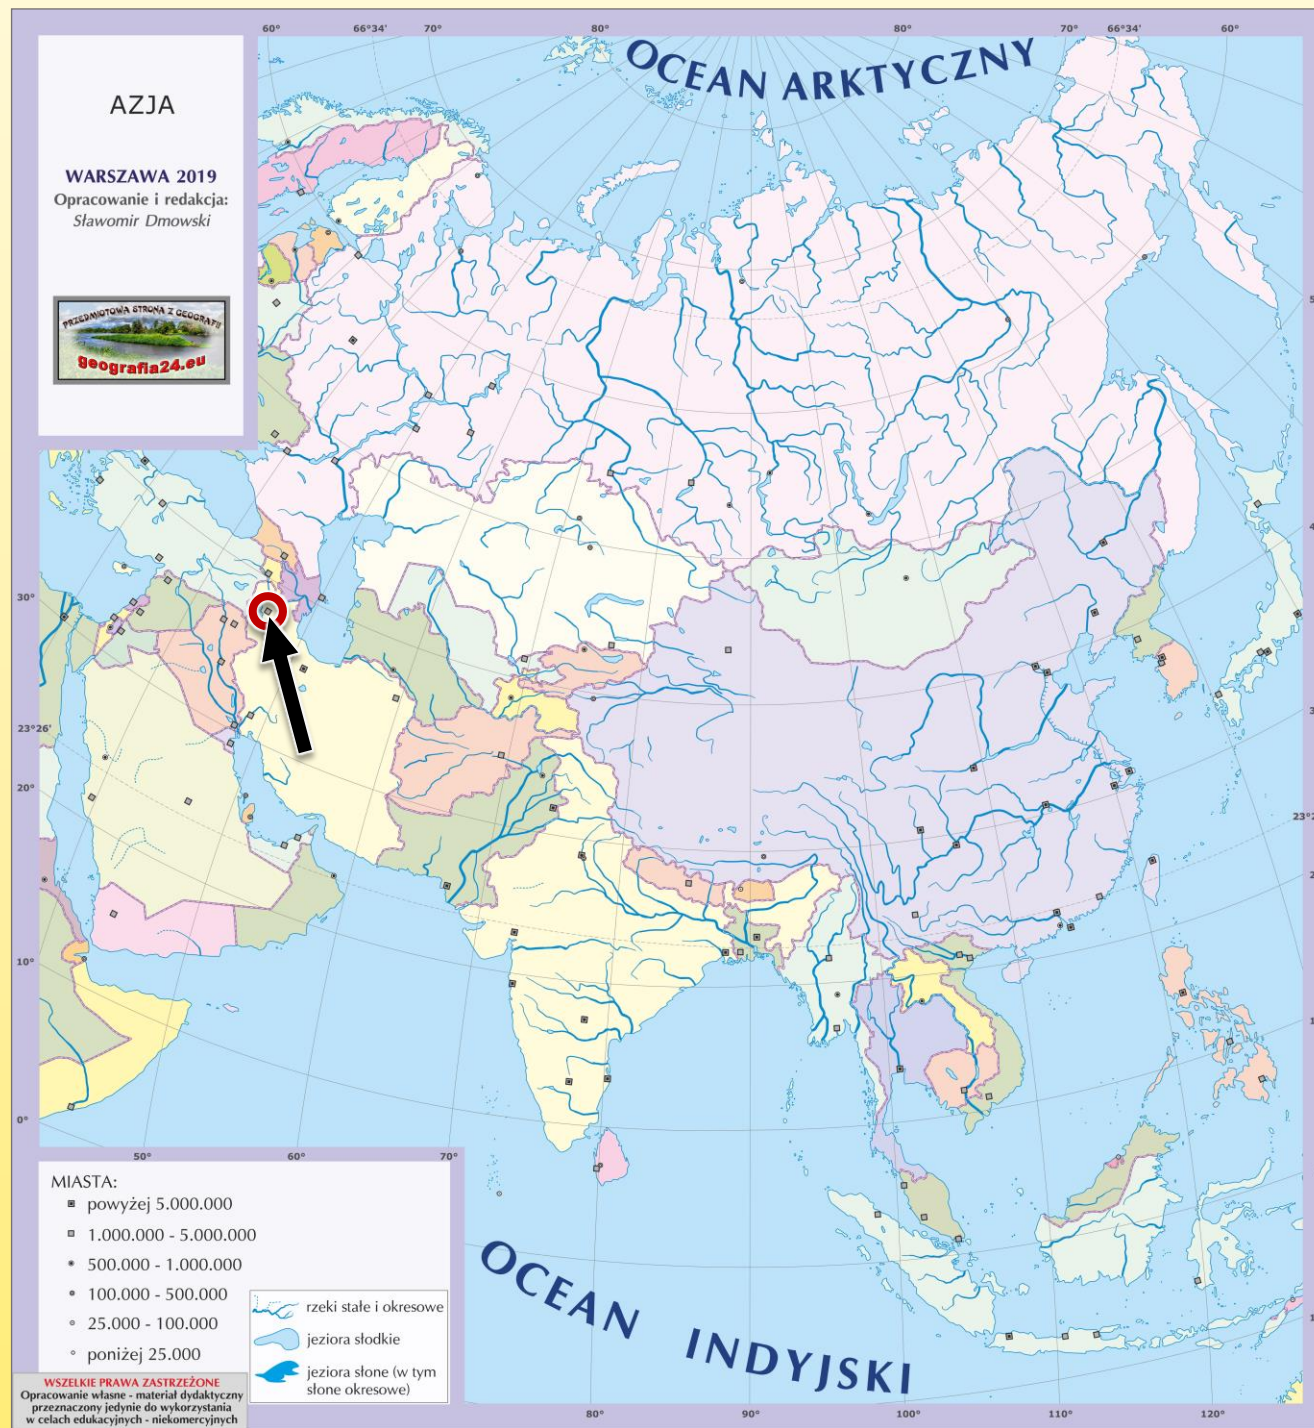 60°
66°34'
70°
80°
80°
70°
66°34'
60°
OCEAN ARKTYCZNY
AZJA
WARSZAWA 2019
Opracowanie i redakcja:
Sławomir Dmowski
PRZEDMIOTOWA STRONA Z GEOGRAFII
geografia24.eu
30°
23°26'
20°
10°
0°
50°
60°
70°
MIASTA:
powyżej 5.000.000
1.000.000 - 5.000.000
500.000 - 1.000.000
100.000 - 500.000
25.000 - 100.000
poniżej 25.000
rzeki stałe i okresowe
jeziora słodkie
jeziora słone (w tym
słone okresowe)
OCEAN INDYJSKI
WSZELKIE PRAWA ZASTRZEŻONE
Opracowanie własne - materiał dydaktyczny
przeznaczony jedynie do wykorzystania
w celach edukacyjnych - niekomercyjnych
80°
90°
100°
110°
120°